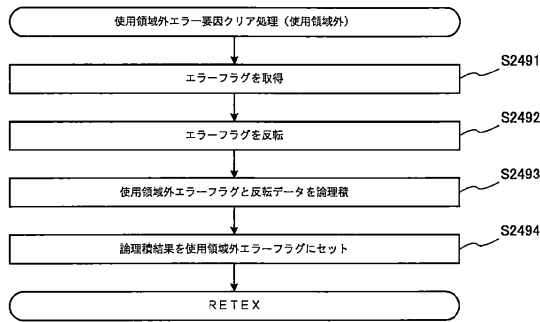 使用領域外エラー要因クリア処理（使用領域外）
エラーフラグを取得
S2491
エラーフラグを反転
S2492
使用領域外エラーフラグと反転データを論理積
S2493
論理積結果を使用領域外エラーフラグにセット
S2494
RETEX